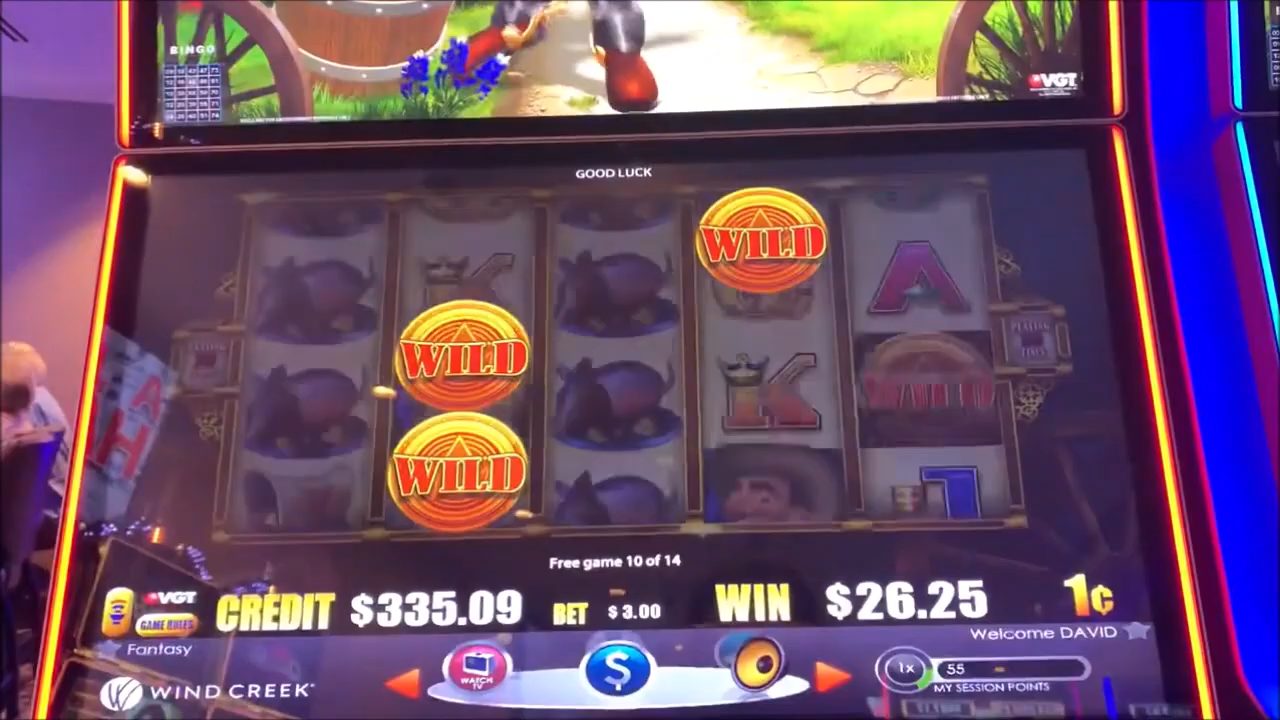 BINGO
VGT
GOOD LUCK
WILD
A
K
WILD
K
WILD
WILD
J
Free game 10 of 14
VGT
GAME RULES
CREDIT $335.09
BET $3.00
WIN $26.25
1¢
Fantasy
Welcome DAVID
WIND CREEK
WATCH TV
$
1x
55
MY SESSION POINTS